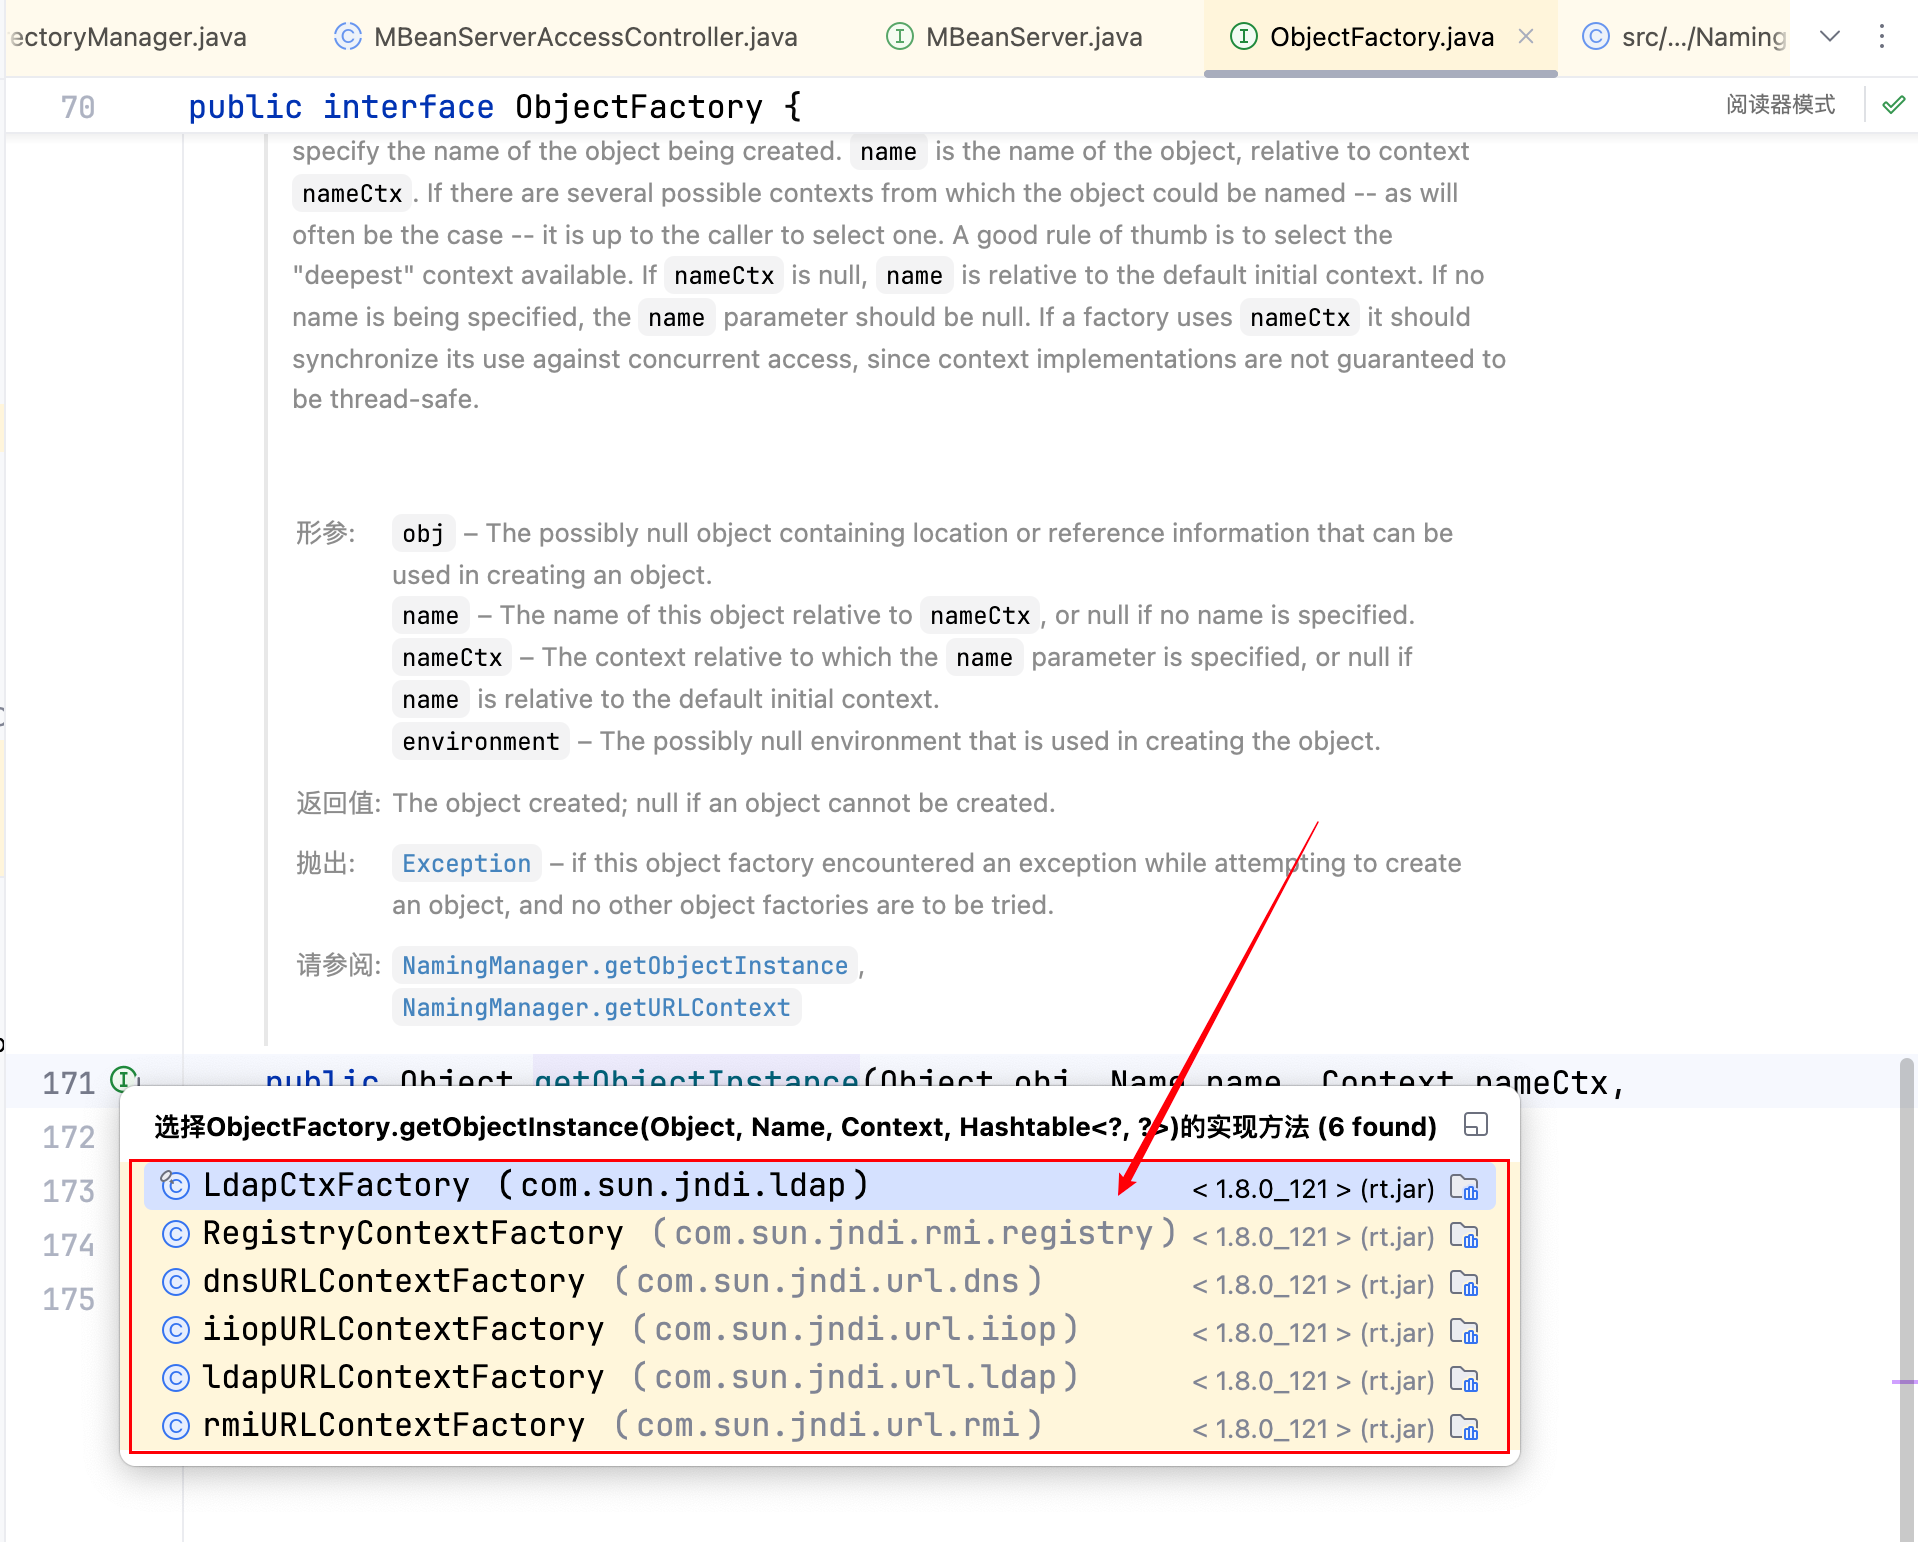 ectoryManager.java MBeanServerAccessController.java MBeanServer.java ObjectFactory.java src/.../Naming
70 public interface ObjectFactory { 阅读器模式
specify the name of the object being created. name is the name of the object, relative to context
nameCtx. If there are several possible contexts from which the object could be named -- as will
often be the case -- it is up to the caller to select one. A good rule of thumb is to select the
"deepest" context available. If nameCtx is null, name is relative to the default initial context. If no
name is being specified, the name parameter should be null. If a factory uses nameCtx it should
synchronize its use against concurrent access, since context implementations are not guaranteed to
be thread-safe.
形参: obj – The possibly null object containing location or reference information that can be
used in creating an object.
name – The name of this object relative to nameCtx, or null if no name is specified.
nameCtx – The context relative to which the name parameter is specified, or null if
name is relative to the default initial context.
environment – The possibly null environment that is used in creating the object.
返回值: The object created; null if an object cannot be created.
抛出: Exception – if this object factory encountered an exception while attempting to create
an object, and no other object factories are to be tried.
请参阅: NamingManager.getObjectInstance,
NamingManager.getURLContext
171 public Object getObjectInstance(Object obj, Name name, Context nameCtx,
选择ObjectFactory.getObjectInstance(Object, Name, Context, Hashtable<?, ?>)的实现方法 (6 found)
172
LdapCtxFactory (com.sun.jndi.ldap) < 1.8.0_121 > (rt.jar)
173
RegistryContextFactory (com.sun.jndi.rmi.registry) < 1.8.0_121 > (rt.jar)
174
dnsURLContextFactory (com.sun.jndi.url.dns) < 1.8.0_121 > (rt.jar)
175
iiopURLContextFactory (com.sun.jndi.url.iiop) < 1.8.0_121 > (rt.jar)
ldapURLContextFactory (com.sun.jndi.url.ldap) < 1.8.0_121 > (rt.jar)
rmiURLContextFactory (com.sun.jndi.url.rmi) < 1.8.0_121 > (rt.jar)